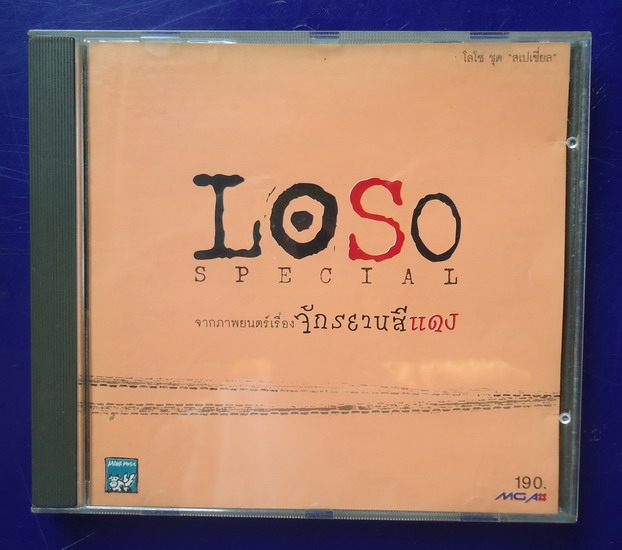 โลโซ ชุด "สเปเชี่ยล"
LOSO
SPECIAL
จากภาพยนตร์เรื่อง จักรยานสีแดง
190.
MGA